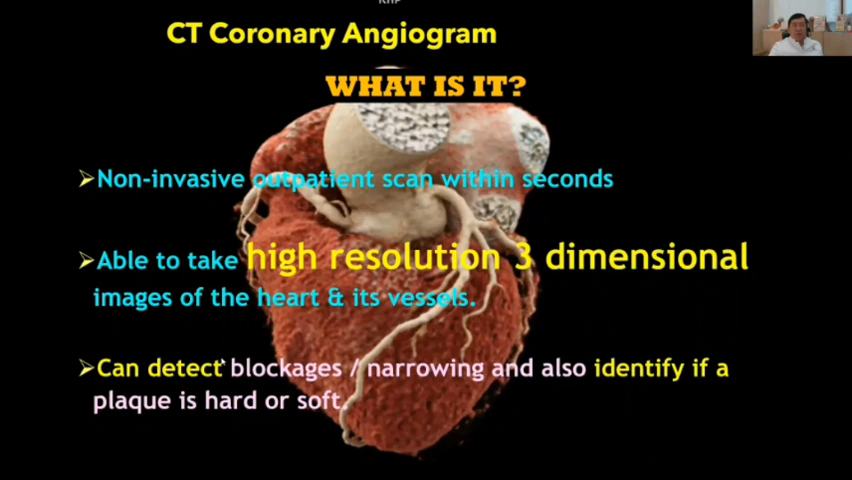 CT Coronary Angiogram
WHAT IS IT?
➢Non-invasive outpatient scan within seconds
➢Able to take high resolution 3 dimensional
images of the heart & its vessels.
➢Can detect blockages / narrowing and also identify if a
plaque is hard or soft.